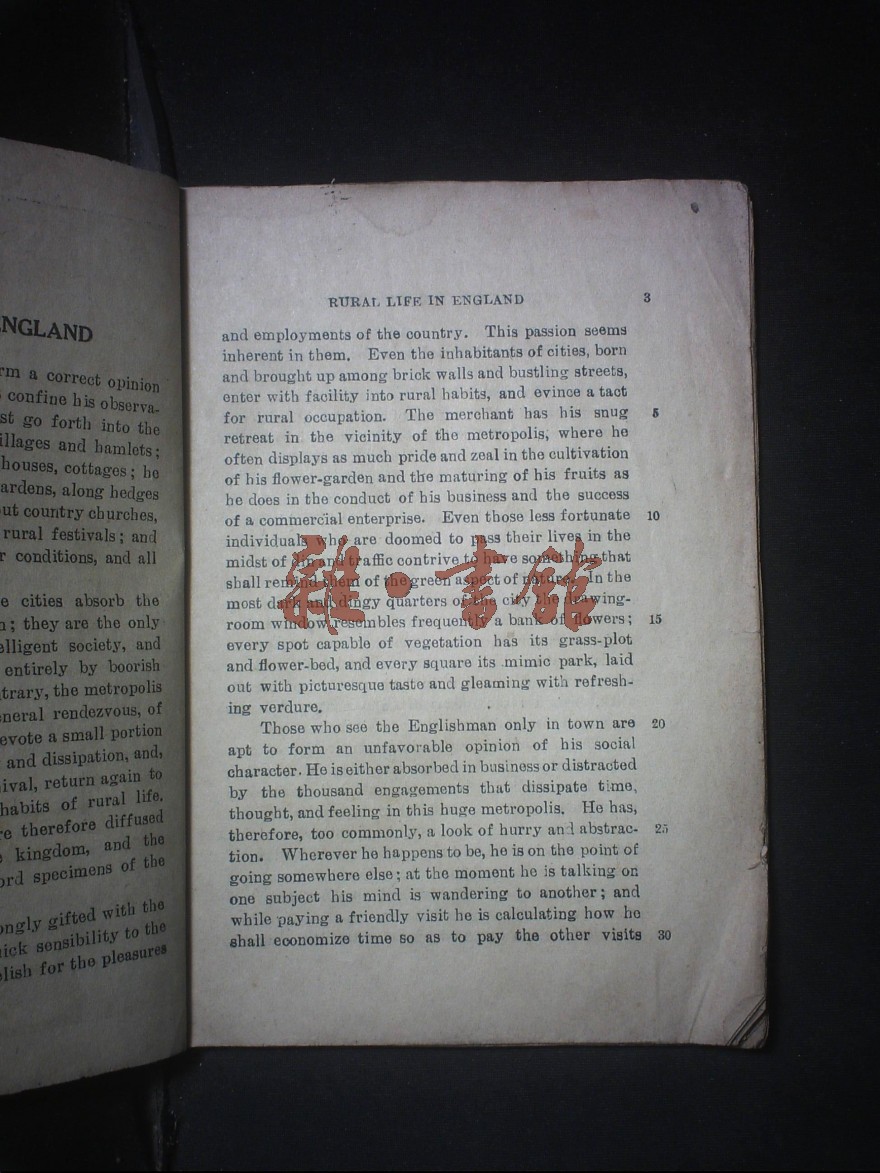 NGLAND
rm a correct opinion
confine his observa-
st go forth into the
illages and hamlets;
houses, cottages; he
ardens, along hedges
ut country churches,
rural festivals; and
r conditions, and all
e cities absorb the
n; they are the only
elligent society, and
entirely by boorish
trary, the metropolis
eneral rendezvous, of
evote a small portion
and dissipation, and,
ival, return again to
habits of rural life.
re therefore diffused
kingdom, and the
ord specimens of the
ongly gifted with the
ick sensibility to the
lish for the pleasures
RURAL LIFE IN ENGLAND 3
and employments of the country. This passion seems
inherent in them. Even the inhabitants of cities, born
and brought up among brick walls and bustling streets,
enter with facility into rural habits, and evince a tact
for rural occupation. The merchant has his snug 5
retreat in the vicinity of the metropolis, where he
often displays as much pride and zeal in the cultivation
of his flower-garden and the maturing of his fruits as
he does in the conduct of his business and the success
of a commercial enterprise. Even those less fortunate 10
individuals who are doomed to pass their lives in the
midst of din and traffic contrive to have something that
shall remind them of the green aspect of nature. In the
most dark and dingy quarters of the city the drawing-
room window resembles frequently a bank of flowers; 15
every spot capable of vegetation has its grass-plot
and flower-bed, and every square its mimic park, laid
out with picturesque taste and gleaming with refresh-
ing verdure.
Those who see the Englishman only in town are 20
apt to form an unfavorable opinion of his social
character. He is either absorbed in business or distracted
by the thousand engagements that dissipate time,
thought, and feeling in this huge metropolis. He has,
therefore, too commonly, a look of hurry and abstrac- 25
tion. Wherever he happens to be, he is on the point of
going somewhere else; at the moment he is talking on
one subject his mind is wandering to another; and
while paying a friendly visit he is calculating how he
shall economize time so as to pay the other visits 30
雅·書館